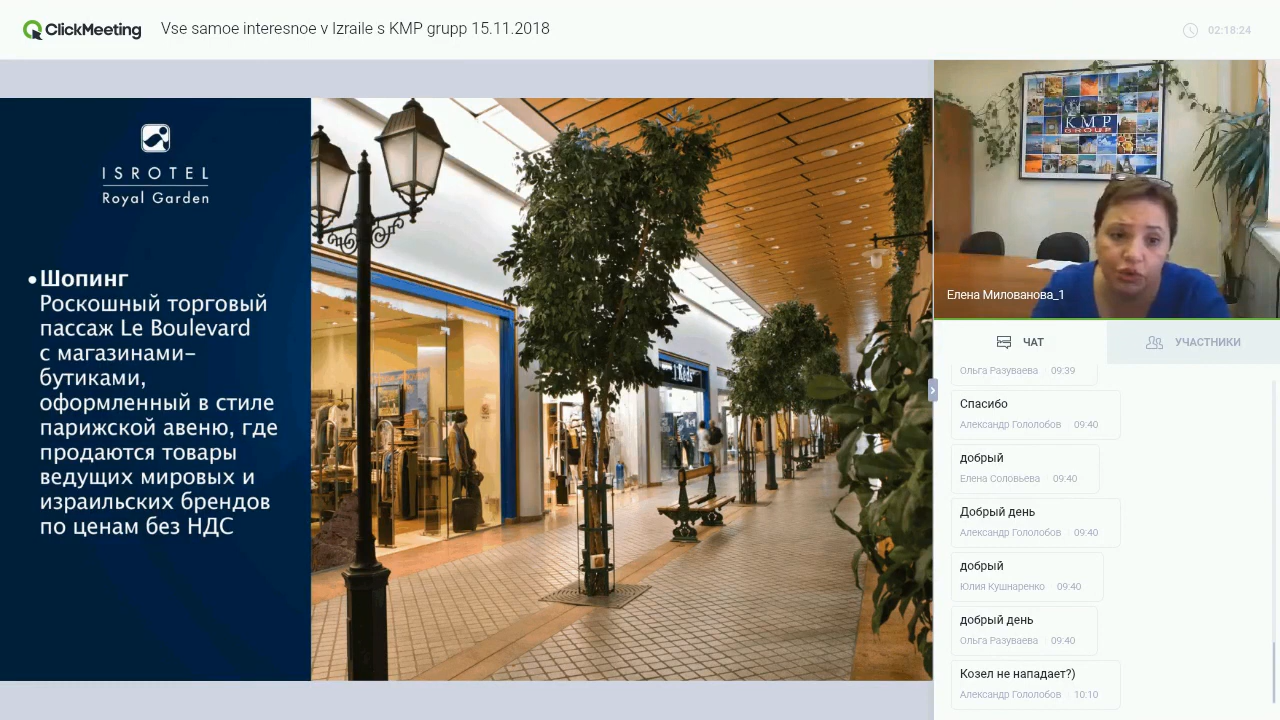 ClickMeeting
Vse samoe interesnoe v Izraile s KMP grupp 15.11.2018
02:18:24
ISROTEL
Royal Garden
• Шопинг
Роскошный торговый
пассаж Le Boulevard
с магазинами–
бутиками,
оформленный в стиле
парижской авеню, где
продаются товары
ведущих мировых и
израильских брендов
по ценам без НДС
KMP
GROUP
Елена Милованова_1
ЧАТ
УЧАСТНИКИ
Ольга Разуваева 09:39
Спасибо
Александр Гололобов 09:40
добрый
Елена Соловьева 09:40
Добрый день
Александр Гололобов 09:40
добрый
Юлия Кушнаренко 09:40
добрый день
Ольга Разуваева 09:40
Козел не нападает?)
Александр Гололобов 10:10